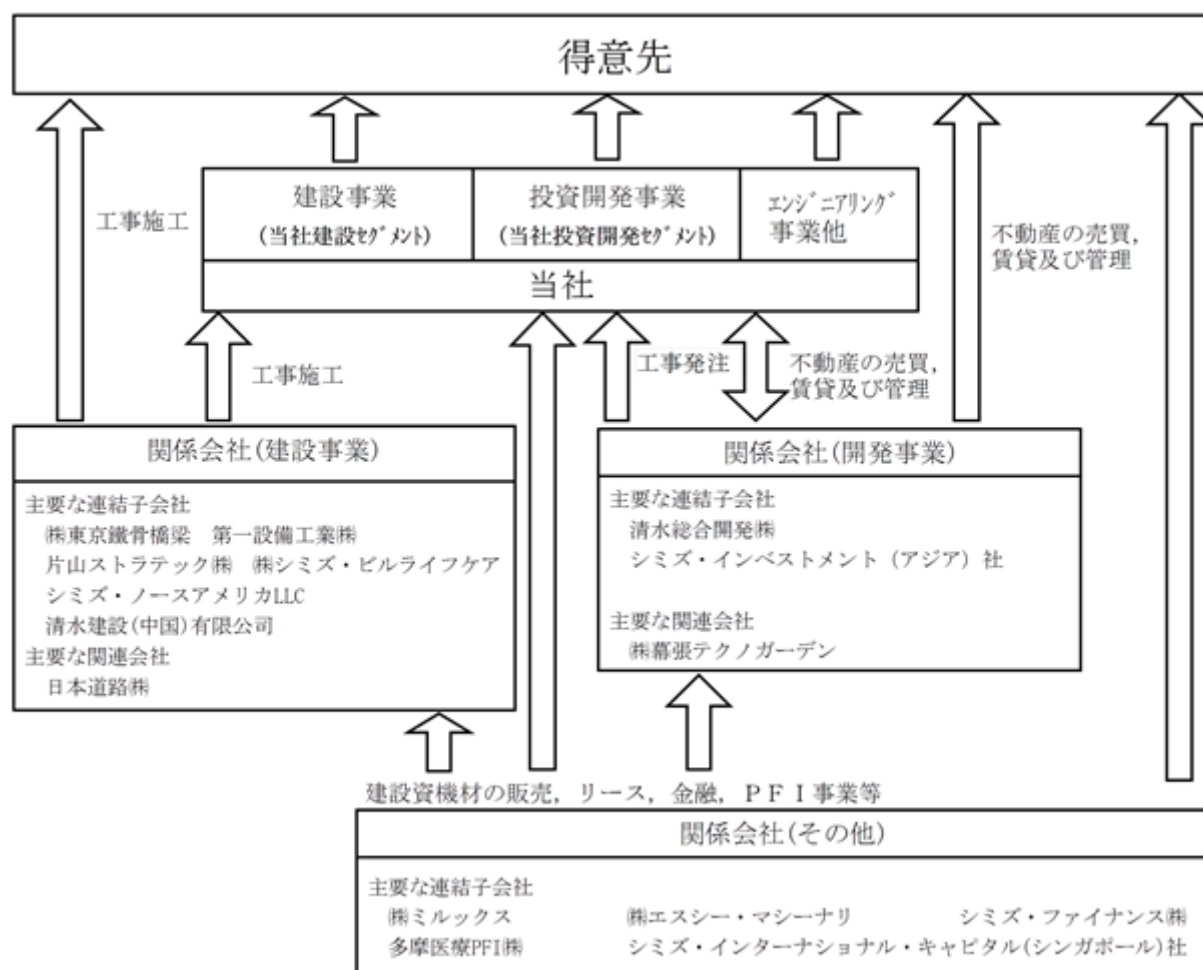 得意先
建設事業
(当社建設ｾｸﾞﾒﾝﾄ)
投資開発事業
(当社投資開発ｾｸﾞﾒﾝﾄ)
ｴﾝｼﾞﾆｱﾘﾝｸﾞ
事業他
当社
工事施工
不動産の売買,
賃貸及び管理
工事施工
工事発注
不動産の売買,
賃貸及び管理
関係会社(建設事業)
主要な連結子会社
㈱東京鐵骨橋梁　第一設備工業㈱
片山ストラテック㈱　㈱シミズ・ビルライフケア
シミズ・ノースアメリカLLC
清水建設(中国)有限公司
主要な関連会社
日本道路㈱
関係会社(開発事業)
主要な連結子会社
清水総合開発㈱
シミズ・インベストメント（アジア）社
主要な関連会社
㈱幕張テクノガーデン
建設資機材の販売, リース, 金融, ＰＦＩ事業等
関係会社(その他)
主要な連結子会社
㈱ミルックス　㈱エスシー・マシーナリ　シミズ・ファイナンス㈱
多摩医療PFI㈱　シミズ・インターナショナル・キャピタル(シンガポール)社